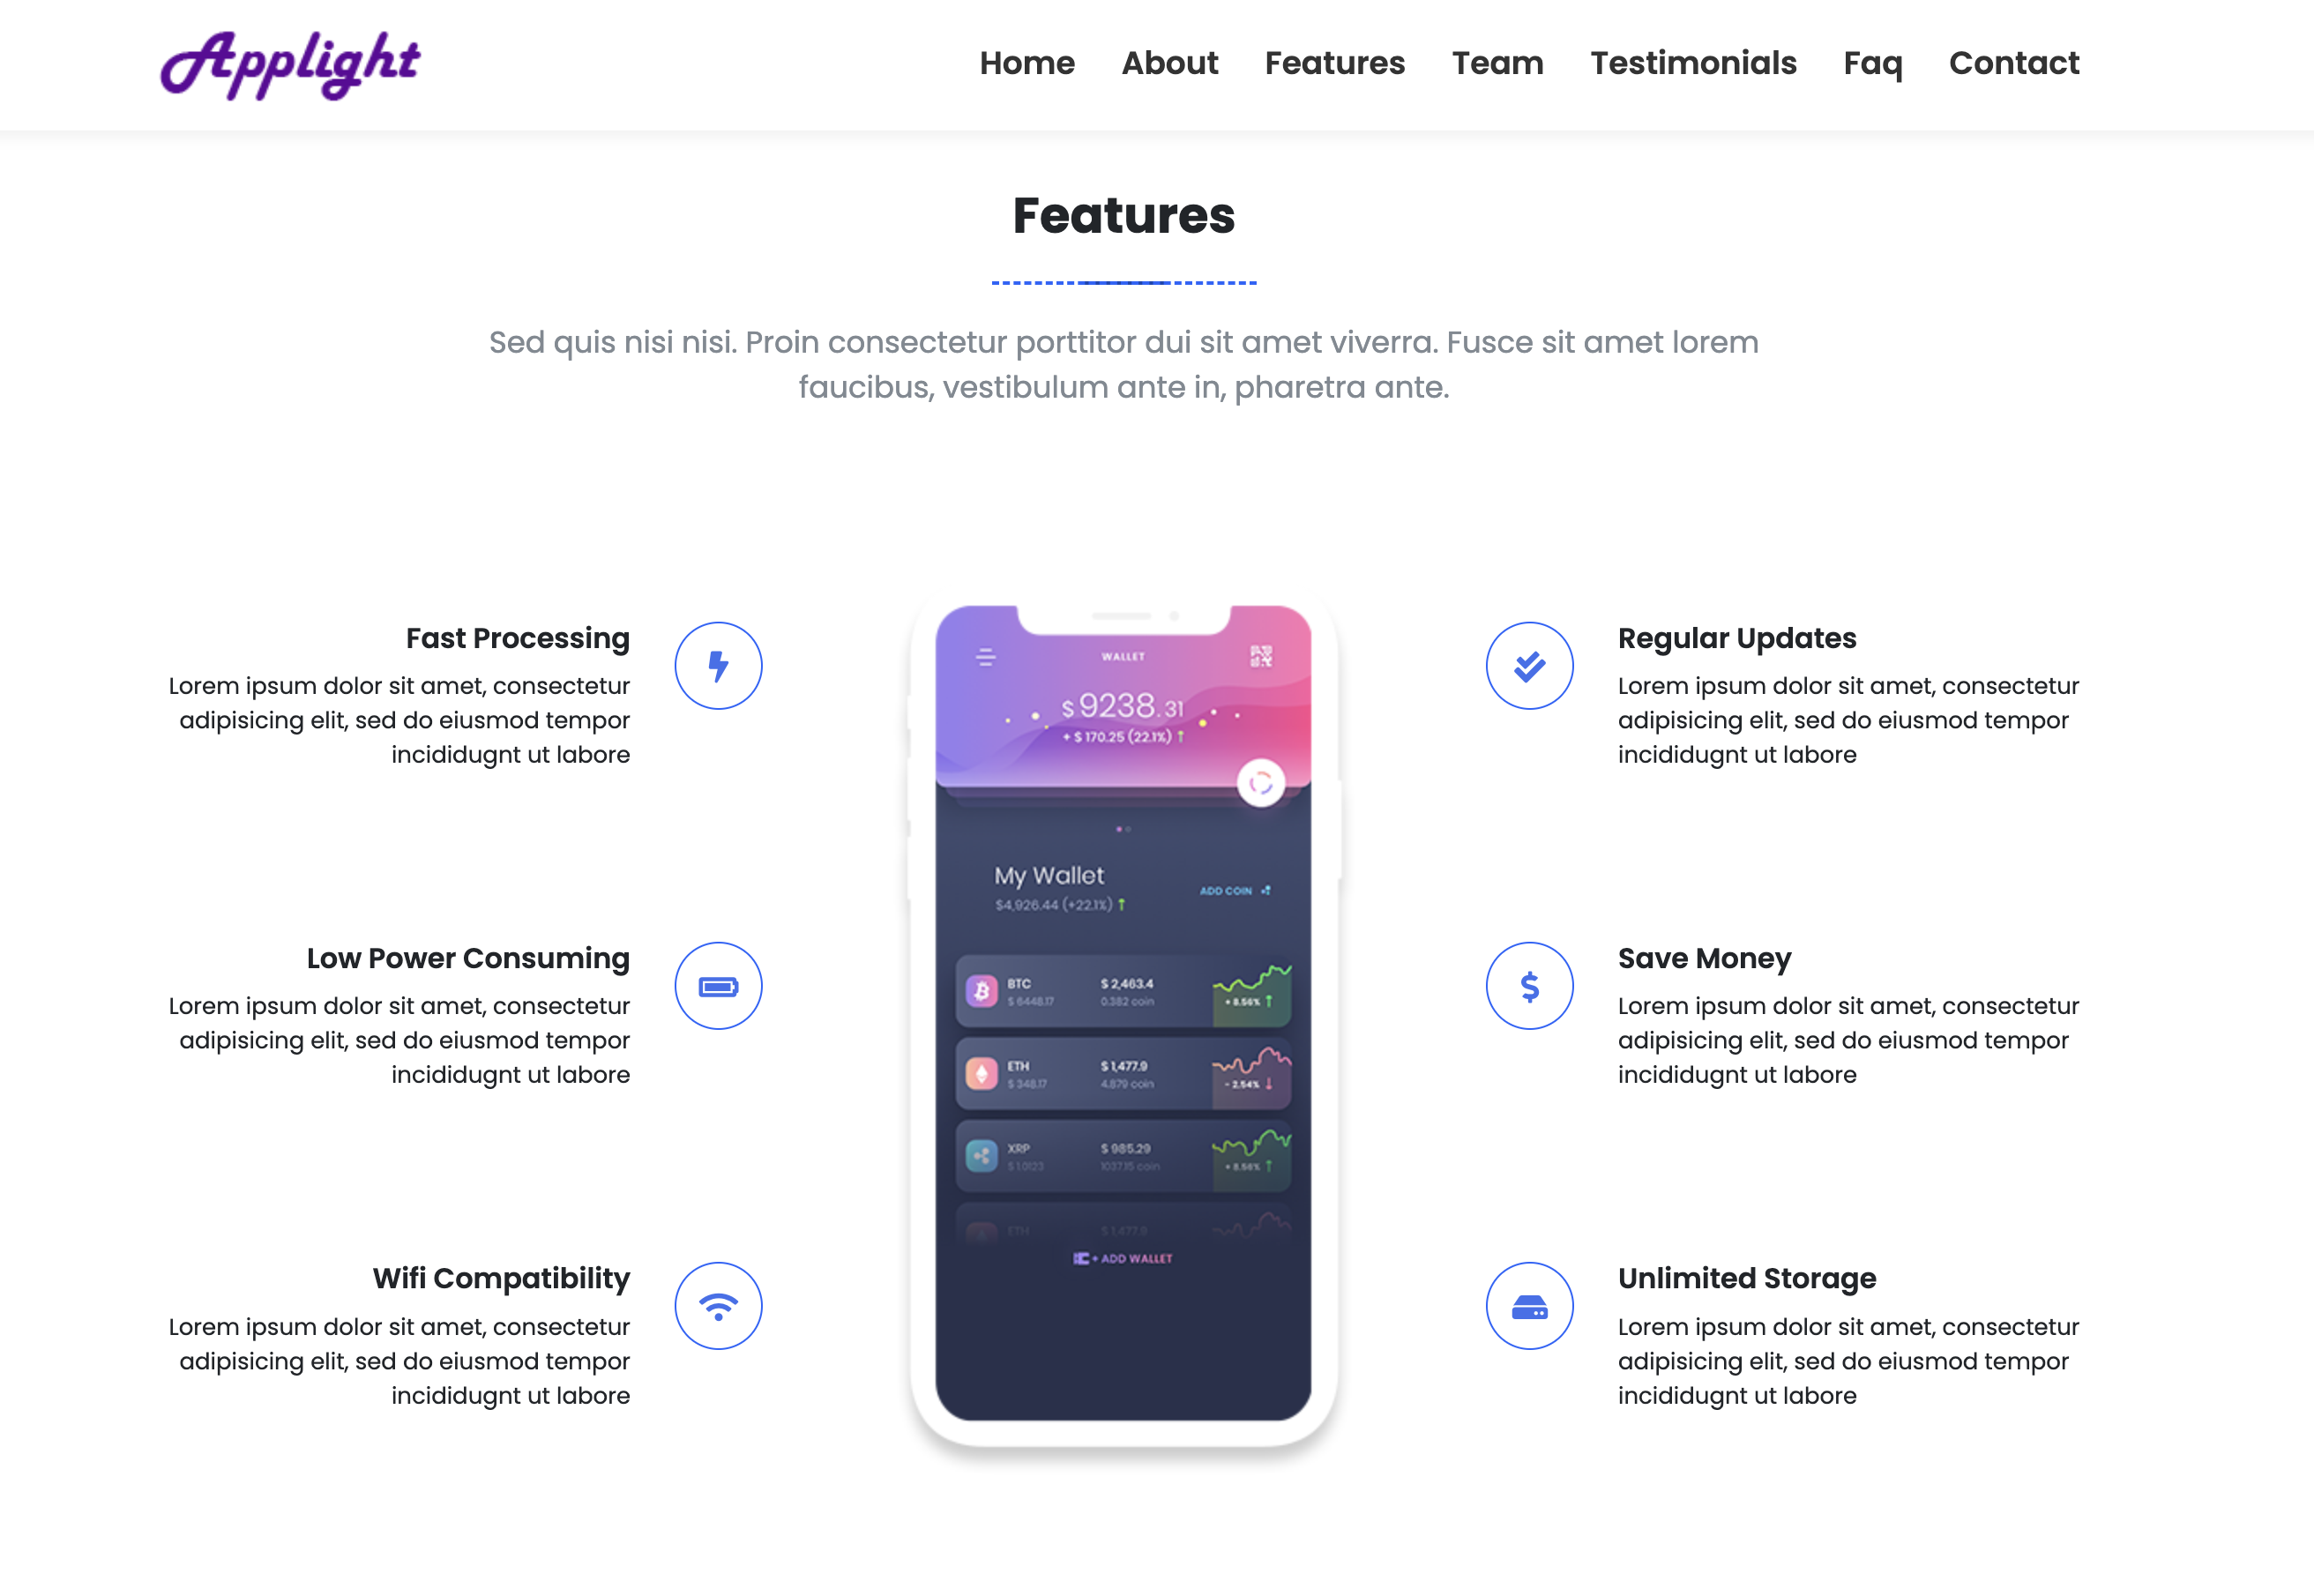 Applight
Home About Features Team Testimonials Faq Contact
Features
Sed quis nisi nisi. Proin consectetur porttitor dui sit amet viverra. Fusce sit amet lorem
faucibus, vestibulum ante in, pharetra ante.
Fast Processing
Lorem ipsum dolor sit amet, consectetur
adipisicing elit, sed do eiusmod tempor
incididugnt ut labore
Low Power Consuming
Lorem ipsum dolor sit amet, consectetur
adipisicing elit, sed do eiusmod tempor
incididugnt ut labore
Wifi Compatibility
Lorem ipsum dolor sit amet, consectetur
adipisicing elit, sed do eiusmod tempor
incididugnt ut labore
WALLET
$ 9238.31
+ $ 170.25 (22.1%) ↑
My Wallet
ADD COIN
$4,926.44 (+22.1%) ↑
BTC $ 2,463.4
$ 6448.17 0.382 coin + 8.56% ↑
ETH $ 1,477.9
$ 348.17 4.879 coin - 2.54% ↓
XRP $ 985.29
$ 1.0123 1037.15 coin + 8.56% ↑
ETH $ 1,477.9
+ ADD WALLET
Regular Updates
Lorem ipsum dolor sit amet, consectetur
adipisicing elit, sed do eiusmod tempor
incididugnt ut labore
Save Money
Lorem ipsum dolor sit amet, consectetur
adipisicing elit, sed do eiusmod tempor
incididugnt ut labore
Unlimited Storage
Lorem ipsum dolor sit amet, consectetur
adipisicing elit, sed do eiusmod tempor
incididugnt ut labore